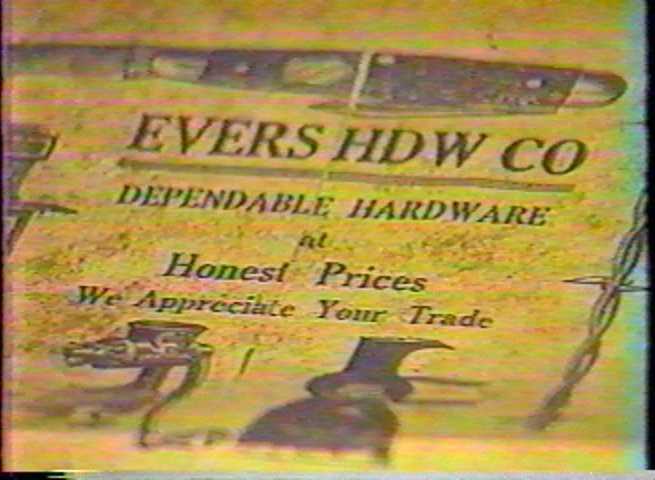 EVERS HDW CO
DEPENDABLE HARDWARE
at
Honest Prices
We Appreciate Your Trade